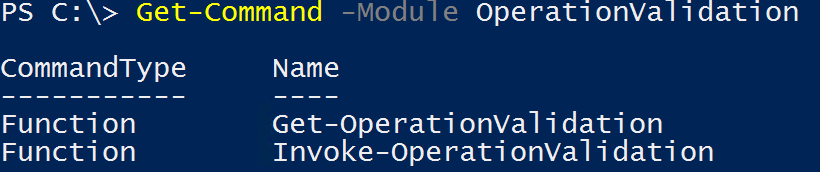 PS C:\> Get-Command -Module OperationValidation
CommandType Name
----------- ----
Function Get-OperationValidation
Function Invoke-OperationValidation